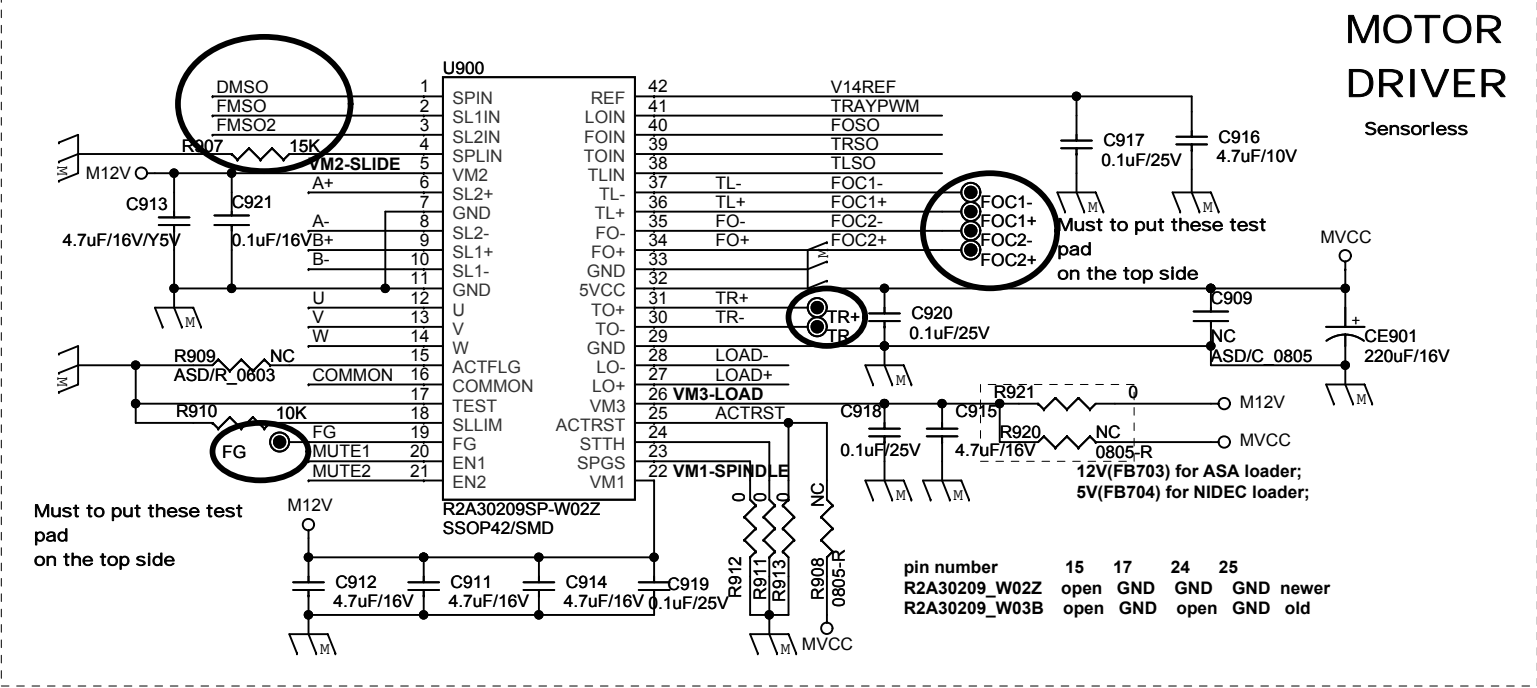 MOTOR
DRIVER
Sensorless
U900
DMSO 1 SPIN
FMSO 2 SL1IN
FMSO2 3 SL2IN
R907 15K 4 SPLIN
VM2-SLIDE 5 VM2
M12V
A+ 6 SL2+
7 GND
A- 8 SL2-
B+ 9 SL1+
B- 10 SL1-
11 GND
U 12 U
V 13 V
W 14 W
15 ACTFLG
COMMON 16 COMMON
17 TEST
18 SLLIM
FG 19 FG
MUTE1 20 EN1
MUTE2 21 EN2
C913
4.7uF/16V/Y5V
C921
0.1uF/16V
M
M
M
R909 NC
ASD/R_0603
R910 10K
FG
REF 42 V14REF
LOIN 41 TRAYPWM
FOIN 40 FOSO
TOIN 39 TRSO
TLIN 38 TLSO
TL- 37 TL- FOC1-
TL+ 36 TL+ FOC1+
FO- 35 FO- FOC2-
FO+ 34 FO+ FOC2+
GND 33
5VCC 32
TO+ 31 TR+
TO- 30 TR-
GND 29
LO- 28 LOAD-
LO+ 27 LOAD+
VM3 26 VM3-LOAD
ACTRST 25 ACTRST
STTH 24
SPGS 23
VM1 22 VM1-SPINDLE
R2A30209SP-W02Z
SSOP42/SMD
FOC1-
FOC1+
FOC2-
FOC2+
M
TR+
TR
C917
0.1uF/25V
C916
4.7uF/10V
M
M
Must to put these test
pad
on the top side
MVCC
C920
0.1uF/25V
M
C909
NC
ASD/C_0805
+
CE901
220uF/16V
M
C918
0.1uF/25V
M
C915
4.7uF/16V
M
R921 0 M12V
R920 NC MVCC
0805-R
12V(FB703) for ASA loader;
5V(FB704) for NIDEC loader;
Must to put these test
pad
on the top side
M12V
C912
4.7uF/16V
C911
4.7uF/16V
C914
4.7uF/16V
C919
0.1uF/25V
M
R912 0
R911 0
R913 0
R908 NC
0805-R
M
MVCC
pin number 15 17 24 25
R2A30209_W02Z open GND GND GND newer
R2A30209_W03B open GND open GND old